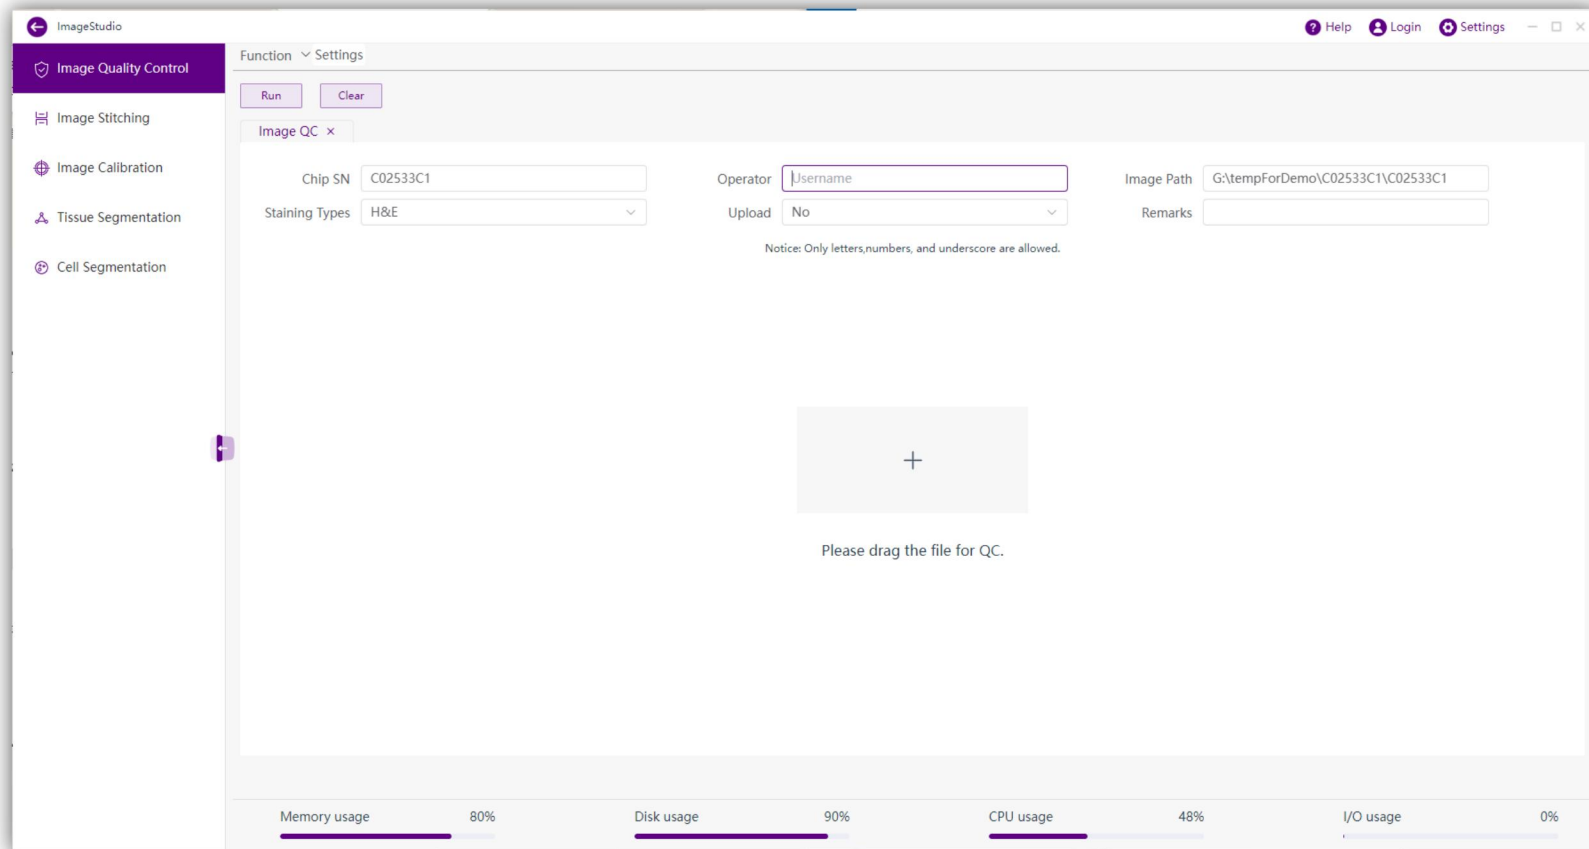 ImageStudio
Help Login Settings
Image Quality Control
Image Stitching
Image Calibration
Tissue Segmentation
Cell Segmentation
Function Settings
Run Clear
Image QC ×
Chip SN C02533C1 Operator Username Image Path G:\tempForDemo\C02533C1\C02533C1
Staining Types H&E Upload No Remarks
Notice: Only letters,numbers, and underscore are allowed.
Please drag the file for QC.
Memory usage 80% Disk usage 90% CPU usage 48% I/O usage 0%